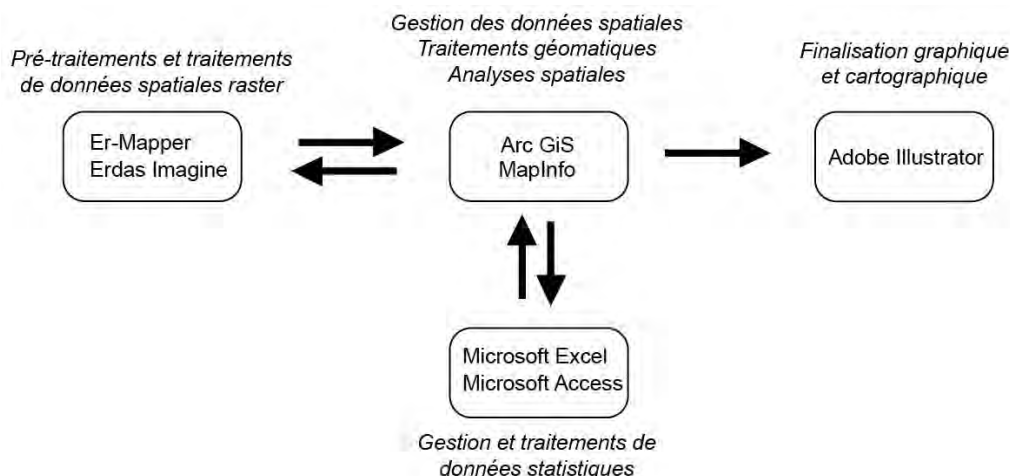 Pré-traitements et traitements
de données spatiales raster
Er-Mapper
Erdas Imagine
Gestion des données spatiales
Traitements géomatiques
Analyses spatiales
Arc GiS
MapInfo
Finalisation graphique
et cartographique
Adobe Illustrator
Microsoft Excel
Microsoft Access
Gestion et traitements de
données statistiques